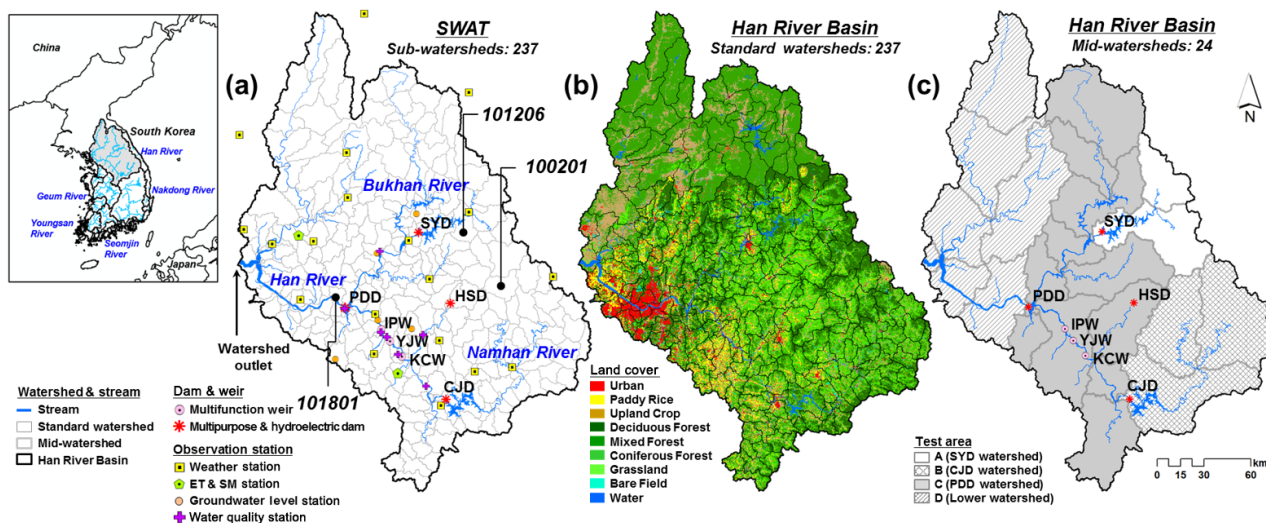 China
South Korea
Han River
Geum River
Nakdong River
Youngsan
River
Seomjin
River
Japan
Watershed & stream
Stream
Standard watershed
Mid-watershed
Han River Basin
(a)
SWAT
Sub-watersheds: 237
101206
100201
Bukhan River
SYD
Han River
PDD
HSD
IPW
YJW
KCW
Namhan River
CJD
Watershed
outlet
101801
Dam & weir
Multifunction weir
Multipurpose & hydroelectric dam
Observation station
Weather station
ET & SM station
Groundwater level station
Water quality station
(b)
Han River Basin
Standard watersheds: 237
Land cover
Urban
Paddy Rice
Upland Crop
Deciduous Forest
Mixed Forest
Coniferous Forest
Grassland
Bare Field
Water
(c)
Han River Basin
Mid-watersheds: 24
N
SYD
PDD
HSD
IPW
YJW
KCW
CJD
Test area
A (SYD watershed)
B (CJD watershed)
C (PDD watershed)
D (Lower watershed)
km
0 15 30 60